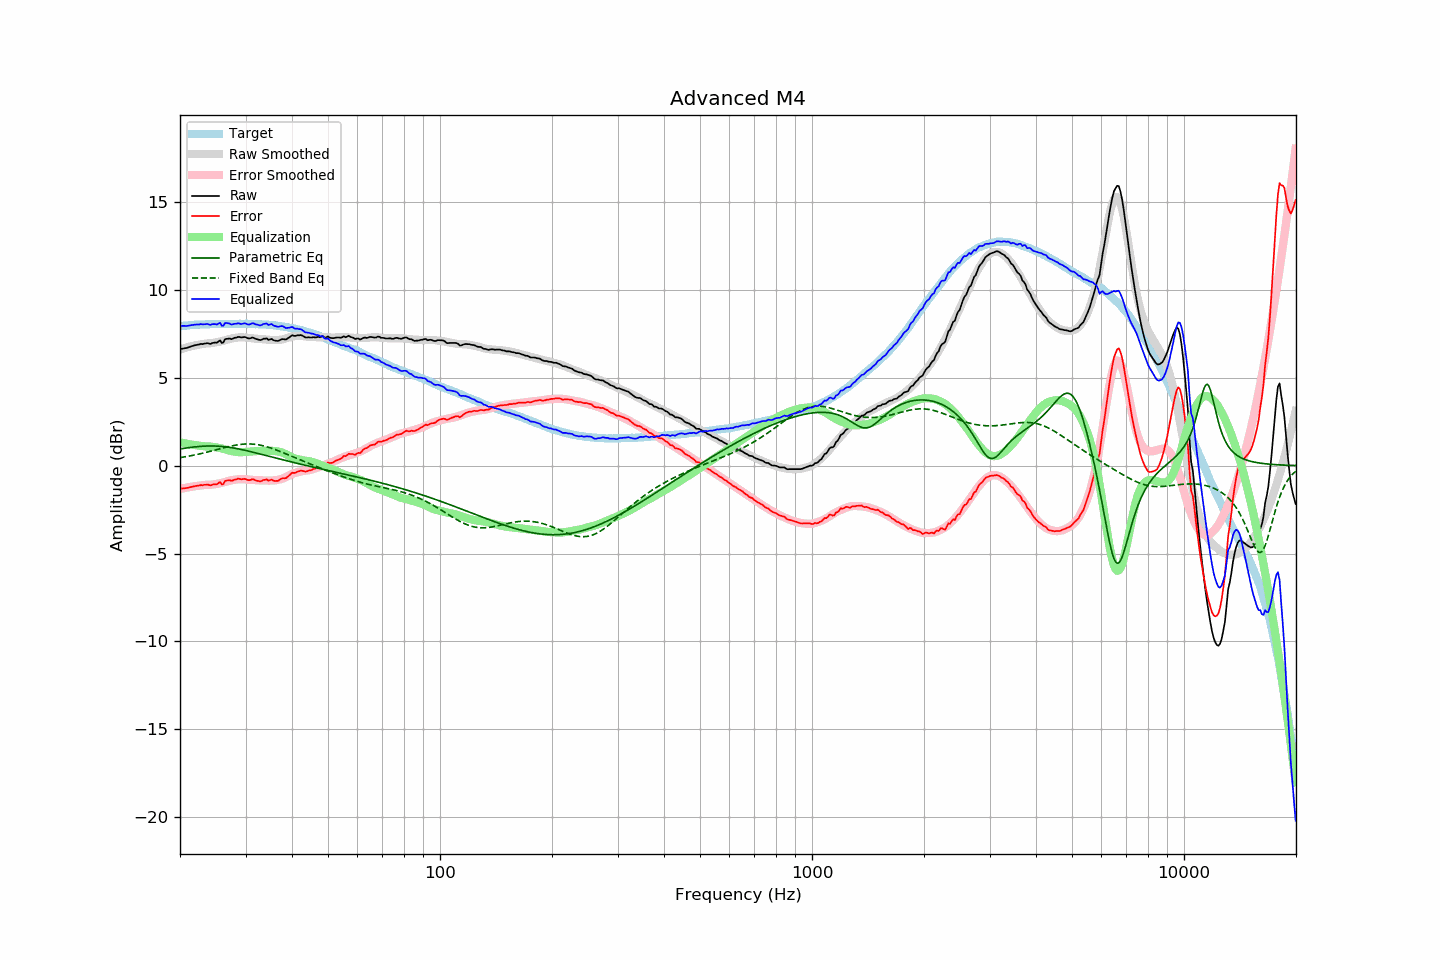 Advanced M4
Target
Raw Smoothed
Error Smoothed
Raw
Error
Equalization
Parametric Eq
Fixed Band Eq
Equalized
15
10
5
0
−5
−10
−15
−20
Amplitude (dBr)
100
1000
10000
Frequency (Hz)